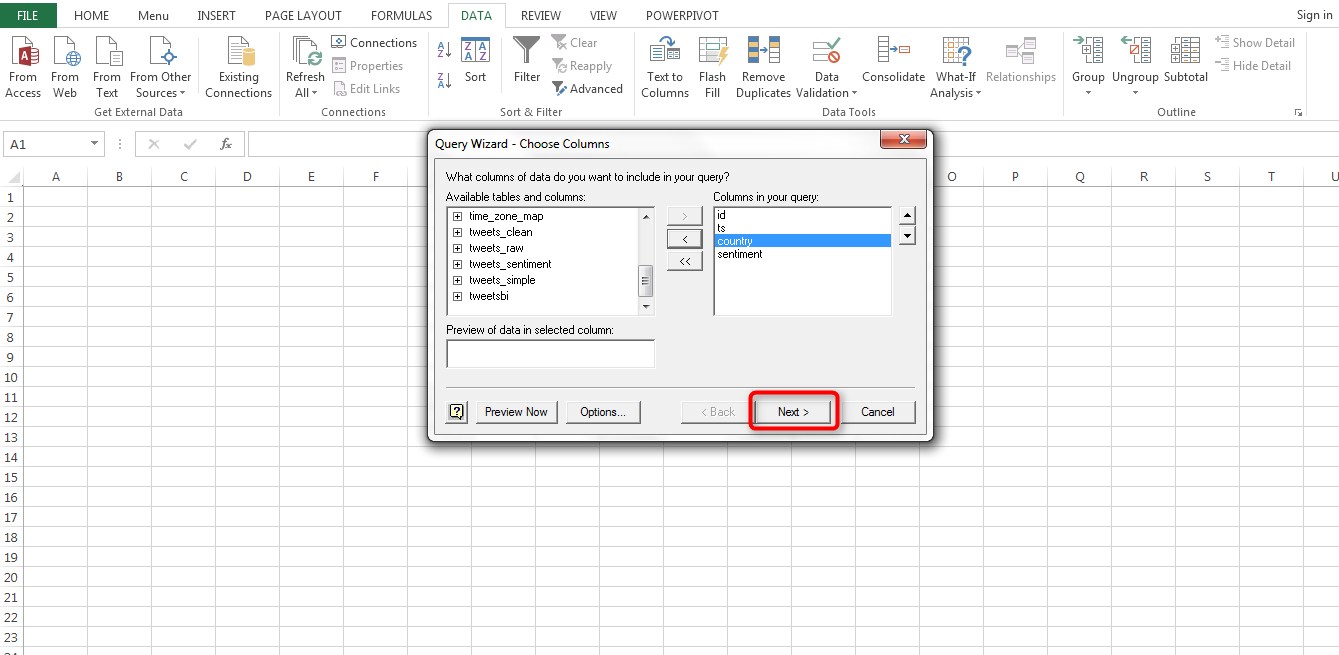 FILE HOME Menu INSERT PAGE LAYOUT FORMULAS DATA REVIEW VIEW POWERPIVOT Sign in
From Access
From Web
From Text
From Other Sources
Existing Connections
Get External Data
Refresh All
Connections
Properties
Edit Links
Connections
Sort
Filter
Clear
Reapply
Advanced
Sort & Filter
Text to Columns
Flash Fill
Remove Duplicates
Data Validation
Consolidate
What-If Analysis
Relationships
Data Tools
Group
Ungroup
Subtotal
Show Detail
Hide Detail
Outline
A1
fx
A B C D E F O P Q R S T U
1
2
3
4
5
6
7
8
9
10
11
12
13
14
15
16
17
18
19
20
21
22
23
Query Wizard - Choose Columns
What columns of data do you want to include in your query?
Available tables and columns:
time_zone_map
tweets_clean
tweets_raw
tweets_sentiment
tweets_simple
tweetsbi
>
<
<<
Columns in your query:
id
ts
country
sentiment
Preview of data in selected column:
? Preview Now Options... < Back Next > Cancel